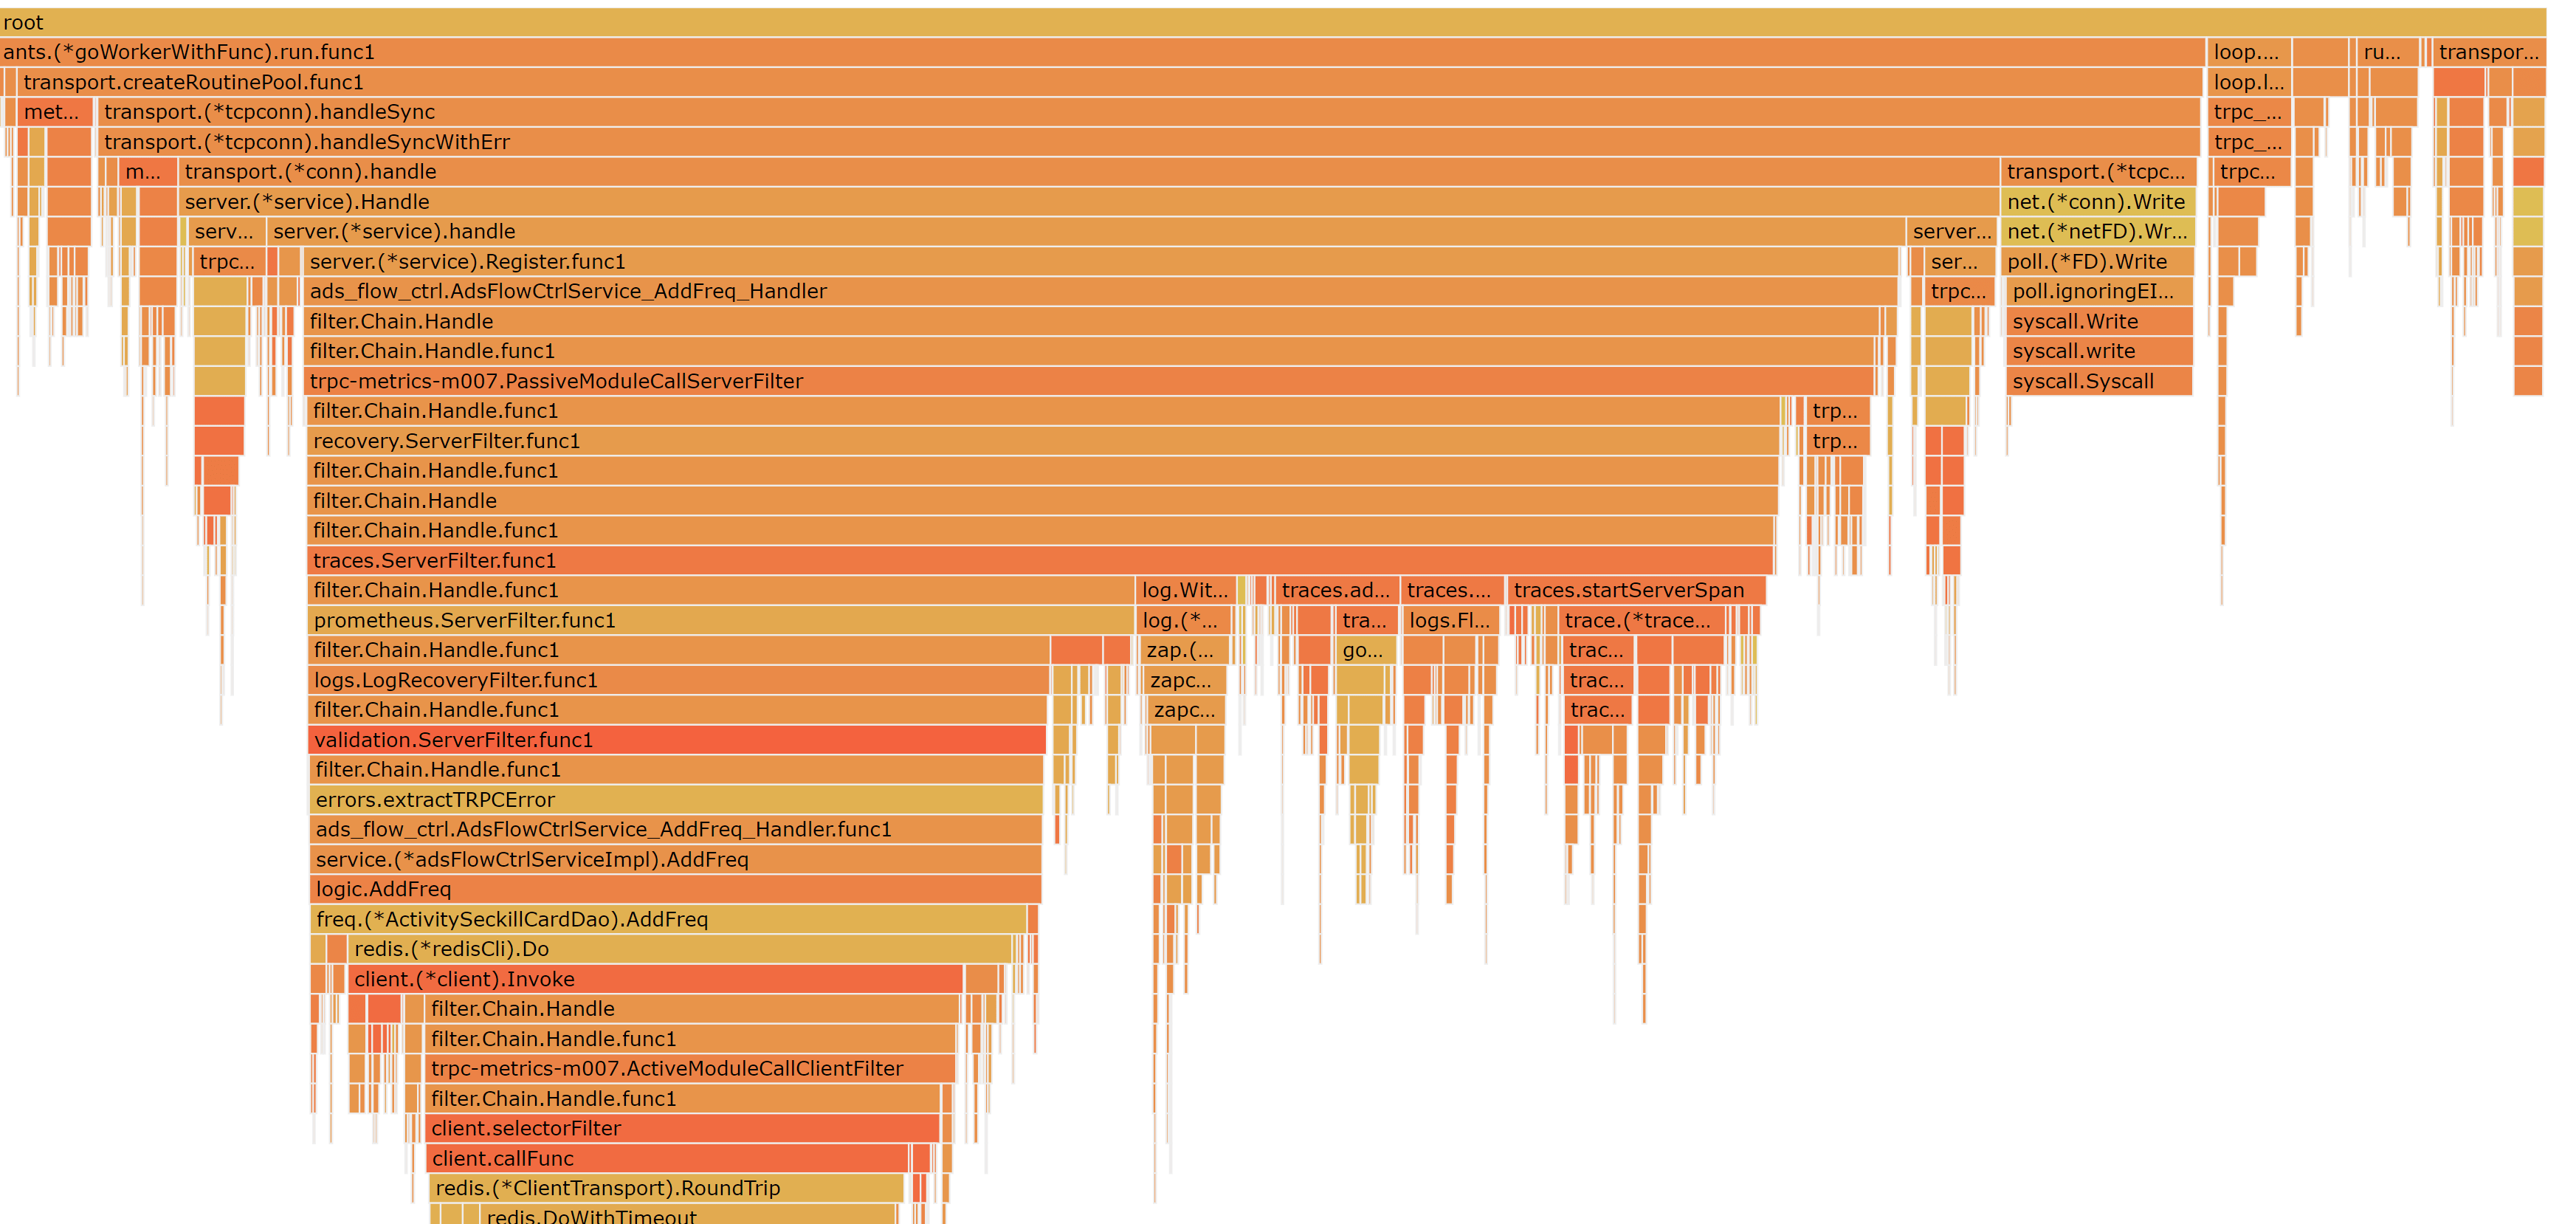 root
ants.(*goWorkerWithFunc).run.func1 loop.... ru... transpor...
transport.createRoutinePool.func1 loop.l...
met... transport.(*tcpconn).handleSync trpc_...
transport.(*tcpconn).handleSyncWithErr trpc_...
m... transport.(*conn).handle transport.(*tcpc... trpc...
server.(*service).Handle net.(*conn).Write
serv... server.(*service).handle server... net.(*netFD).Wr...
trpc... server.(*service).Register.func1 ser... poll.(*FD).Write
ads_flow_ctrl.AdsFlowCtrlService_AddFreq_Handler trpc... poll.ignoringEI...
filter.Chain.Handle syscall.Write
filter.Chain.Handle.func1 syscall.write
trpc-metrics-m007.PassiveModuleCallServerFilter syscall.Syscall
filter.Chain.Handle.func1 trp...
recovery.ServerFilter.func1 trp...
filter.Chain.Handle.func1
filter.Chain.Handle
filter.Chain.Handle.func1
traces.ServerFilter.func1
filter.Chain.Handle.func1 log.Wit... traces.ad... traces.... traces.startServerSpan
prometheus.ServerFilter.func1 log.(*... tra... logs.Fl... trace.(*trace...
filter.Chain.Handle.func1 zap.(... go... trac...
logs.LogRecoveryFilter.func1 zapc... trac...
filter.Chain.Handle.func1 zapc... trac...
validation.ServerFilter.func1
filter.Chain.Handle.func1
errors.extractTRPCError
ads_flow_ctrl.AdsFlowCtrlService_AddFreq_Handler.func1
service.(*adsFlowCtrlServiceImpl).AddFreq
logic.AddFreq
freq.(*ActivitySeckillCardDao).AddFreq
redis.(*redisCli).Do
client.(*client).Invoke
filter.Chain.Handle
filter.Chain.Handle.func1
trpc-metrics-m007.ActiveModuleCallClientFilter
filter.Chain.Handle.func1
client.selectorFilter
client.callFunc
redis.(*ClientTransport).RoundTrip
redis.DoWithTimeout